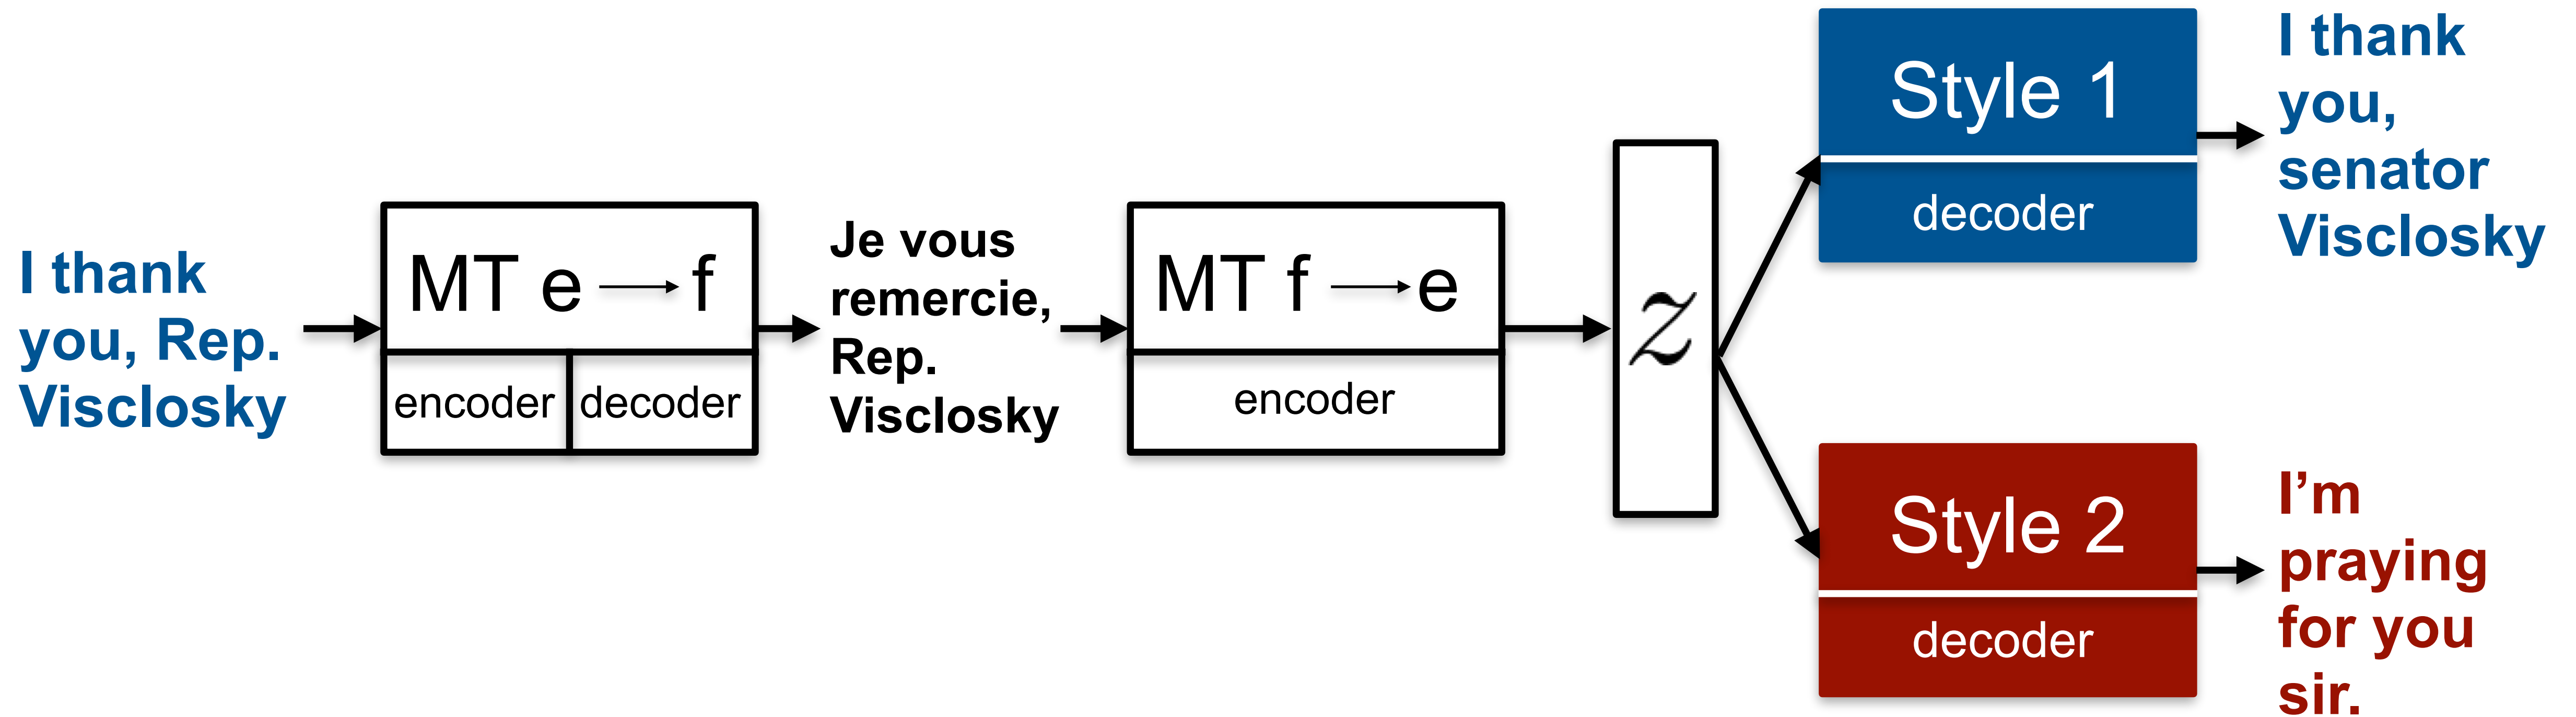 I thank
you, Rep.
Visclosky
MT e → f
encoder
decoder
Je vous
remercie,
Rep.
Visclosky
MT f → e
encoder
z
Style 1
decoder
I thank
you,
senator
Visclosky
Style 2
decoder
I’m
praying
for you
sir.